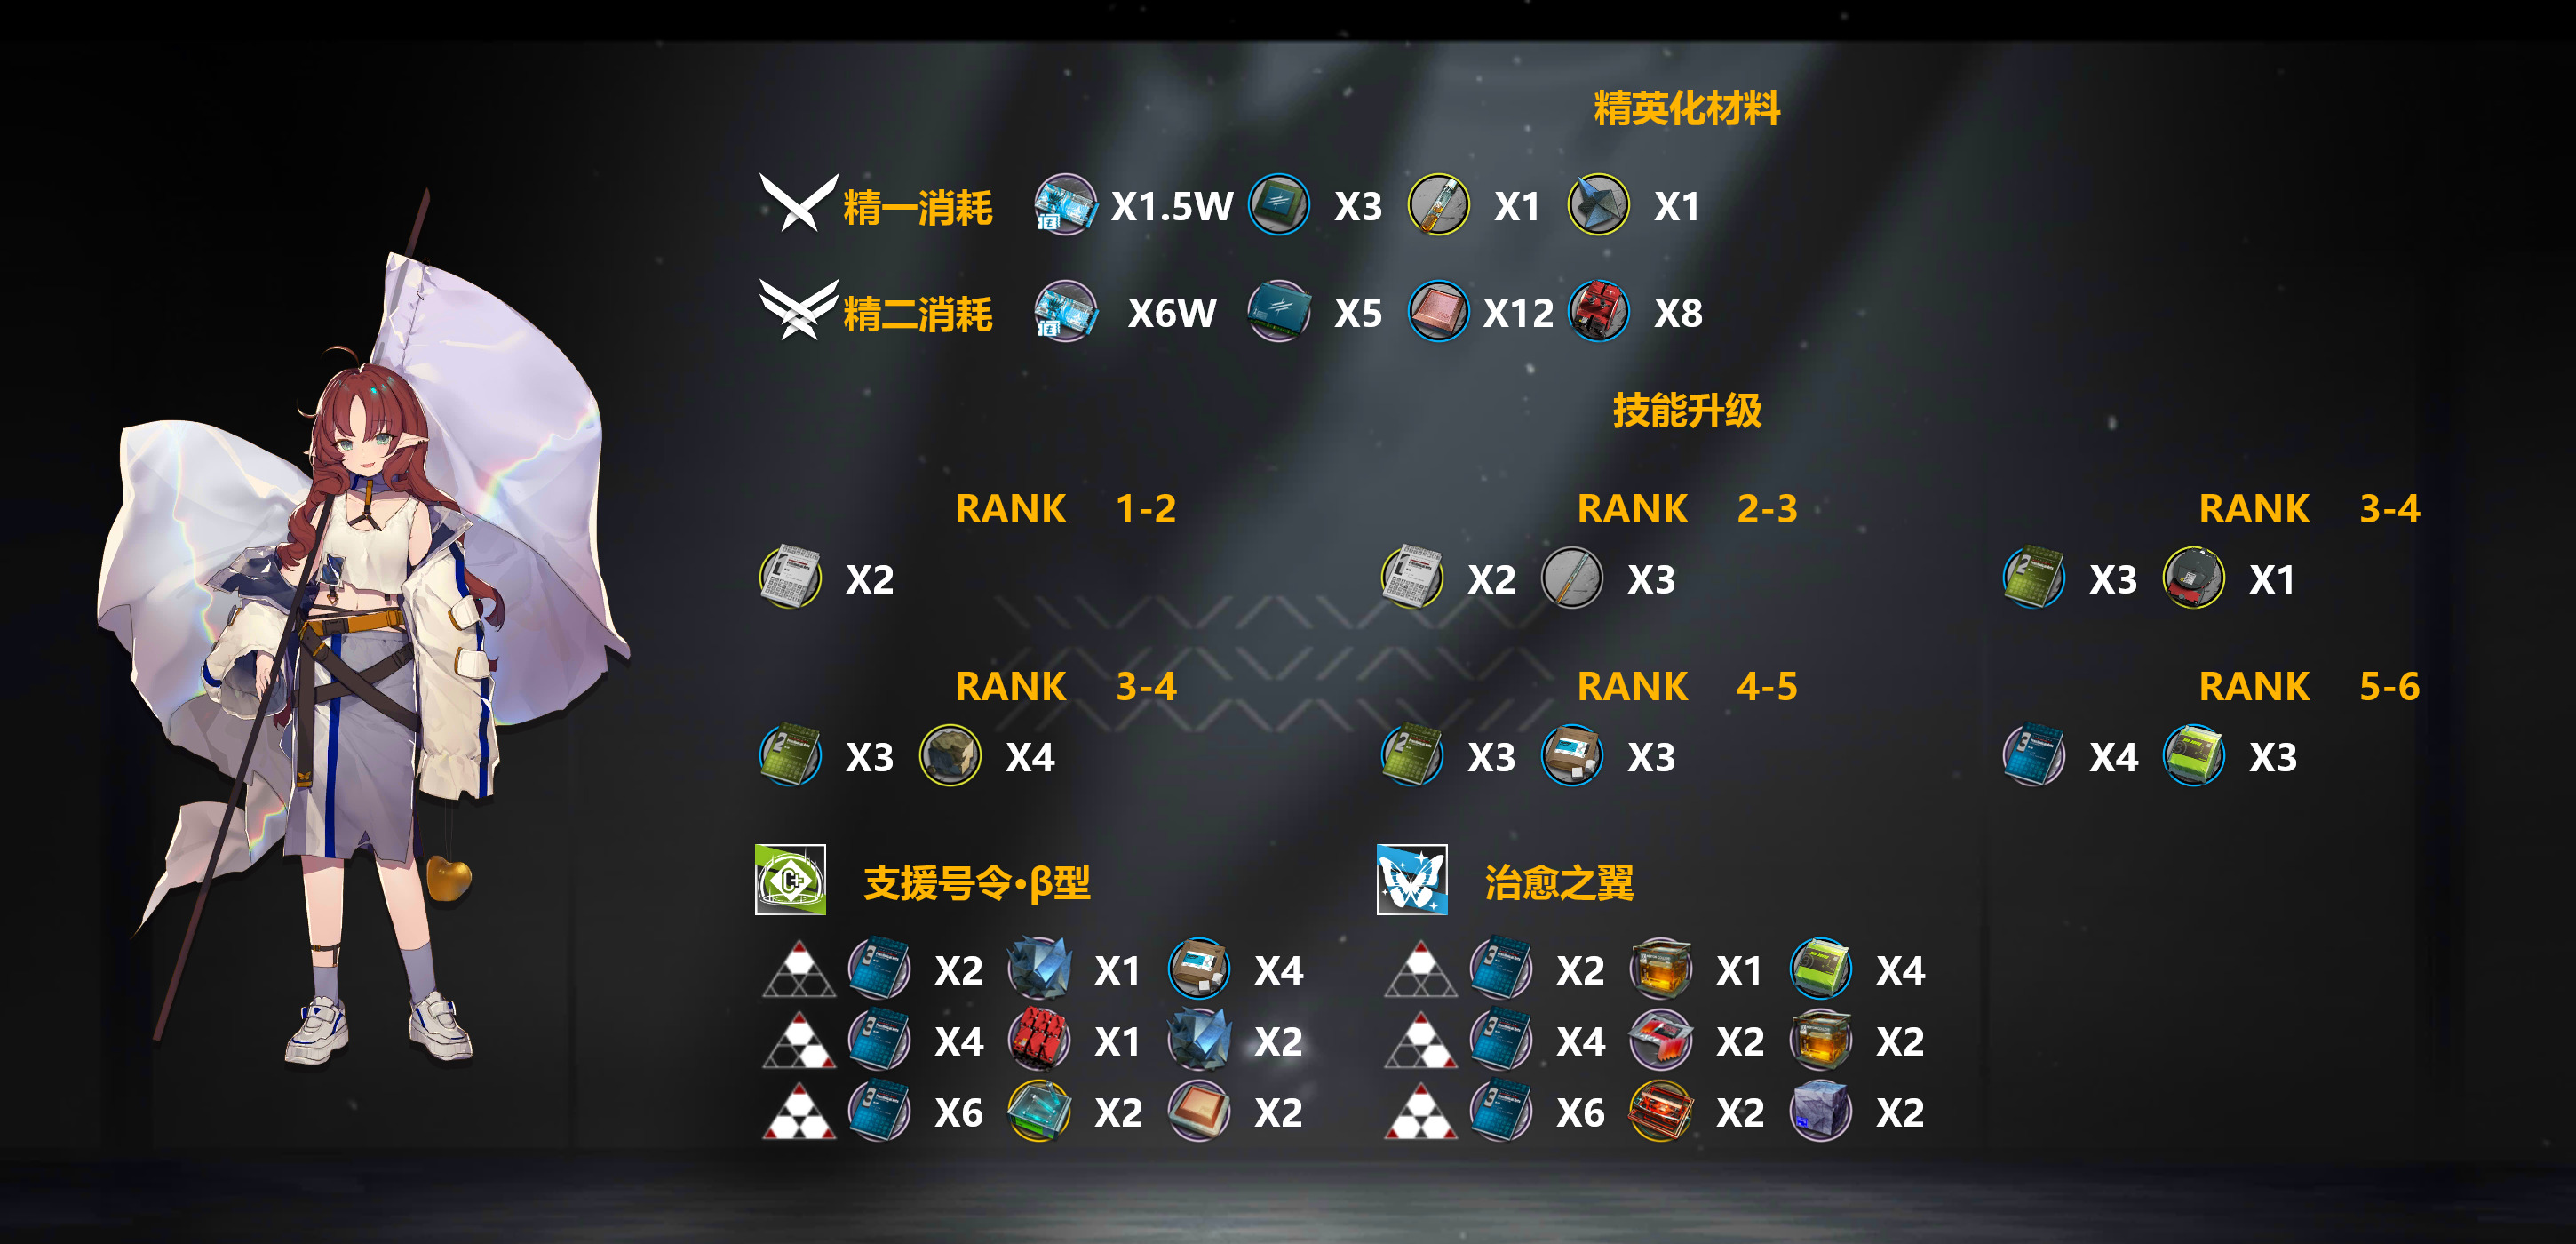 精英化材料
精一消耗 X1.5W X3 X1 X1
精二消耗 X6W X5 X12 X8
技能升级
RANK 1-2 RANK 2-3 RANK 3-4
X2 X2 X3 X3 X1
RANK 3-4 RANK 4-5 RANK 5-6
X3 X4 X3 X3 X4 X3
支援号令·β型 治愈之翼
X2 X1 X4 X2 X1 X4
X4 X1 X2 X4 X2 X2
X6 X2 X2 X6 X2 X2